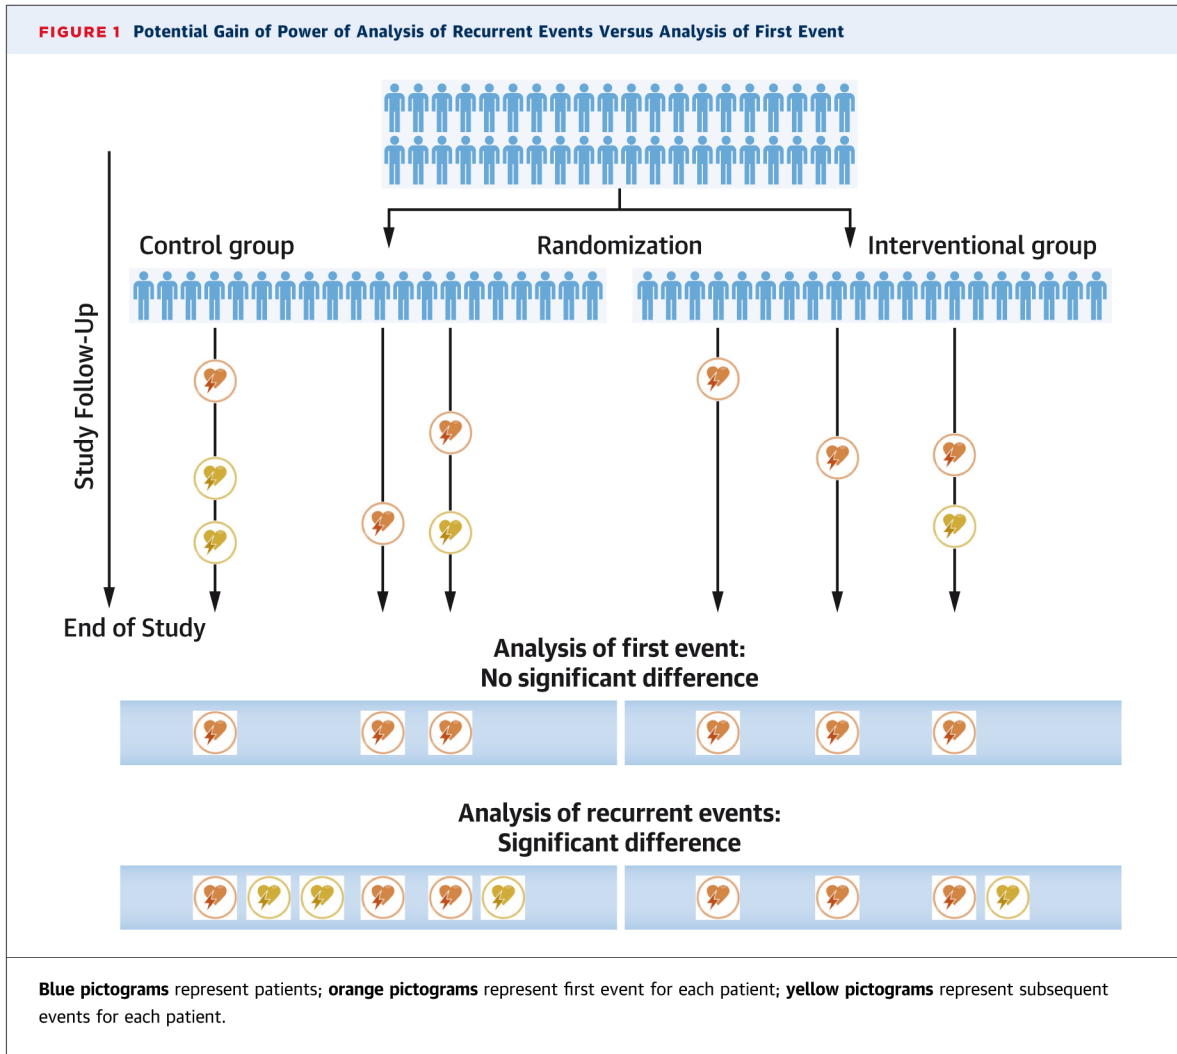 FIGURE 1 Potential Gain of Power of Analysis of Recurrent Events Versus Analysis of First Event
Control group
Randomization
Interventional group
Study Follow-Up
End of Study
Analysis of first event:
No significant difference
Analysis of recurrent events:
Significant difference
Blue pictograms represent patients; orange pictograms represent first event for each patient; yellow pictograms represent subsequent
events for each patient.